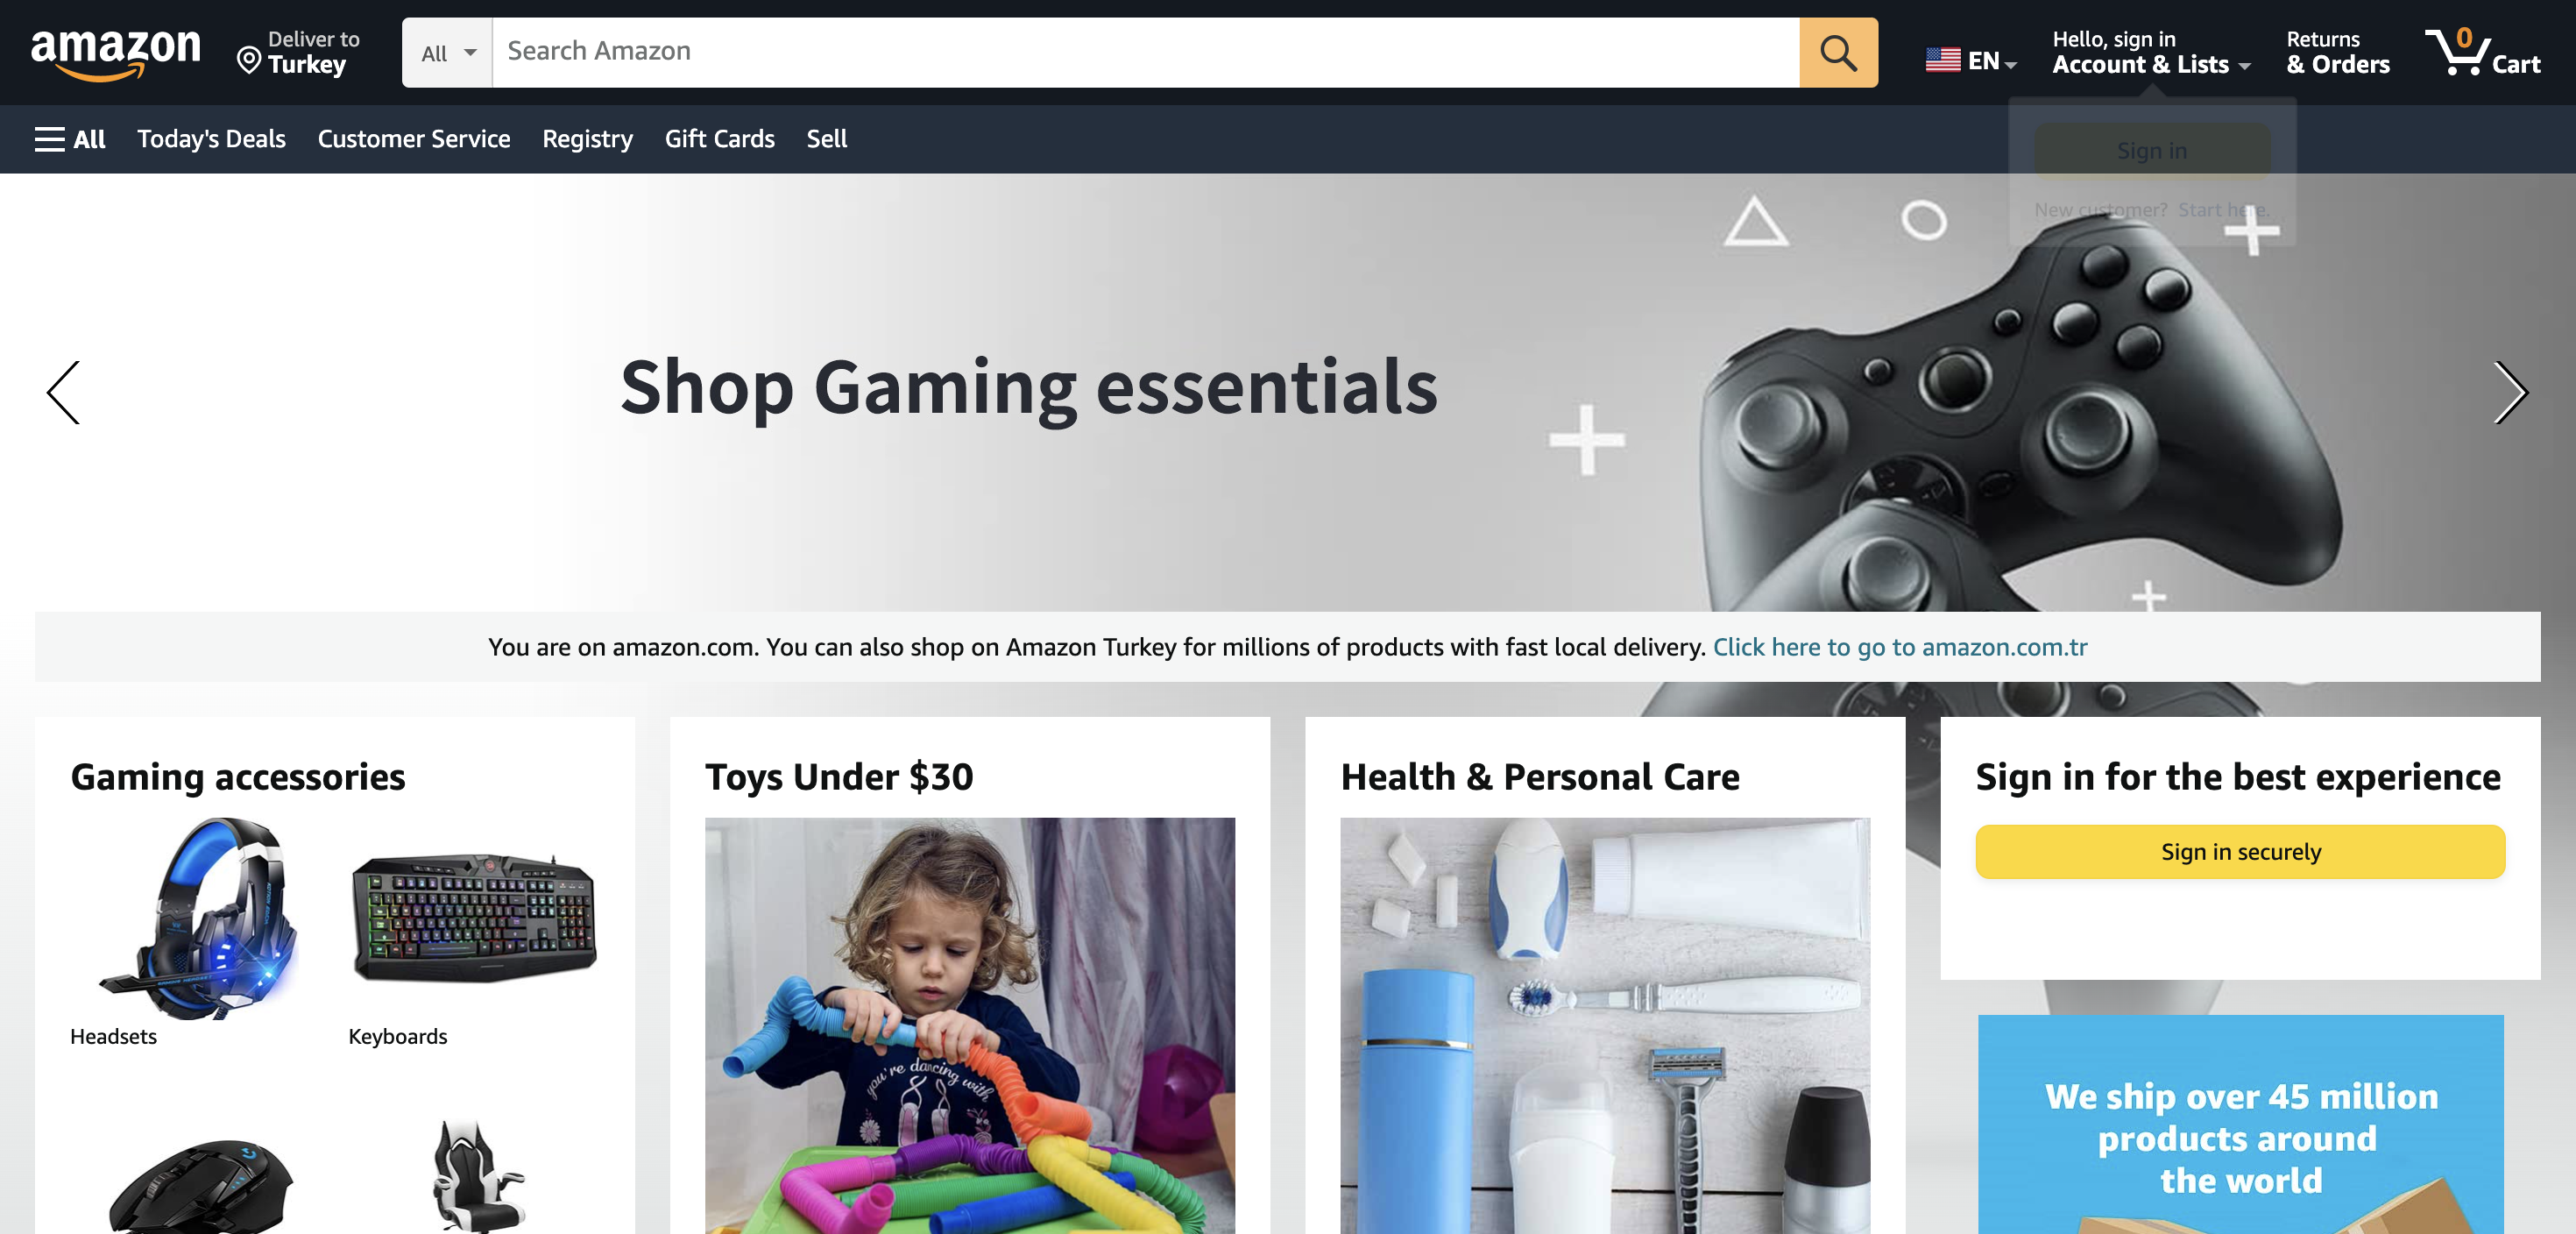 amazon
Deliver to
Turkey
All
Search Amazon
EN
Hello, sign in
Account & Lists
Returns
& Orders
0
Cart
All
Today's Deals
Customer Service
Registry
Gift Cards
Sell
Sign in
New customer? Start here.
Shop Gaming essentials
You are on amazon.com. You can also shop on Amazon Turkey for millions of products with fast local delivery. Click here to go to amazon.com.tr
Gaming accessories
Headsets
Keyboards
Toys Under $30
you're dancing with
Health & Personal Care
Sign in for the best experience
Sign in securely
We ship over 45 million
products around
the world